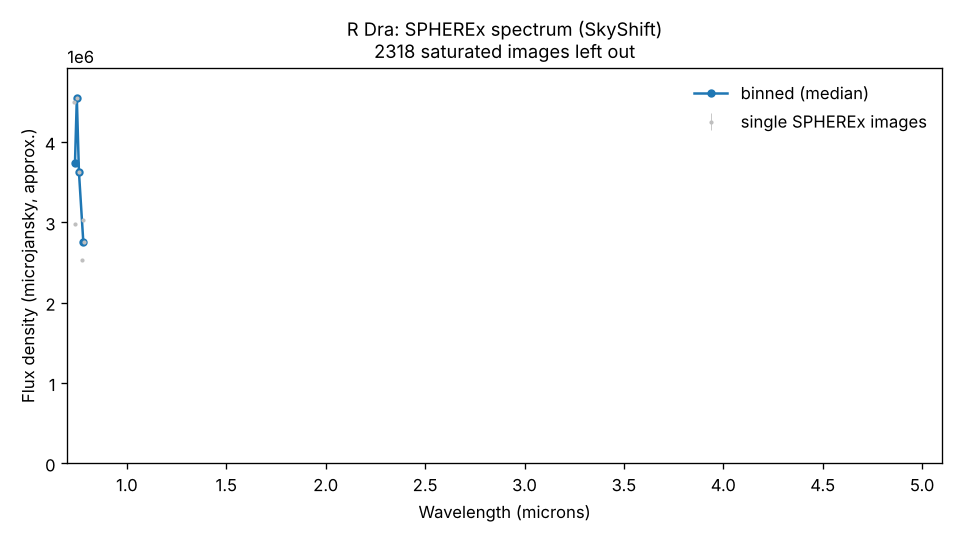 R Dra: SPHEREx spectrum (SkyShift)
2318 saturated images left out
1e6
binned (median)
single SPHEREx images
Flux density (microjansky, approx.)
4
3
2
1
0
1.0 1.5 2.0 2.5 3.0 3.5 4.0 4.5 5.0
Wavelength (microns)